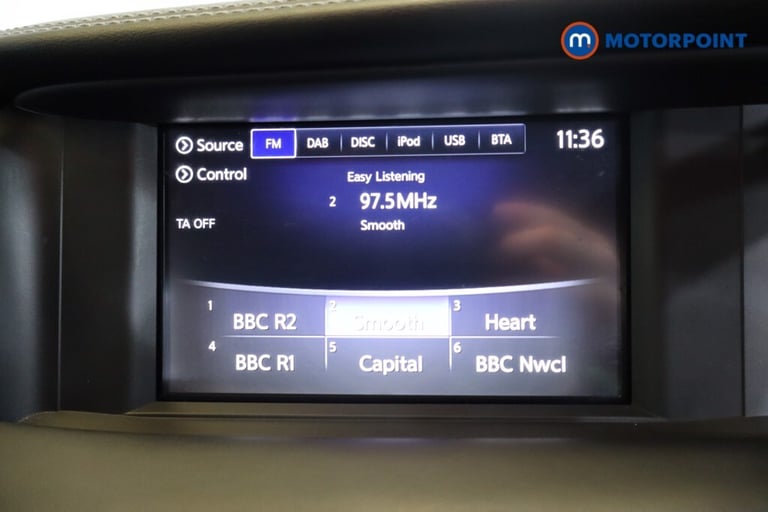 m MOTORPOINT
Source FM DAB DISC iPod USB BTA 11:36
Control
Easy Listening
2 97.5MHz
TA OFF
Smooth
1 BBC R2 2 Smooth 3 Heart
4 BBC R1 5 Capital 6 BBC Nwcl